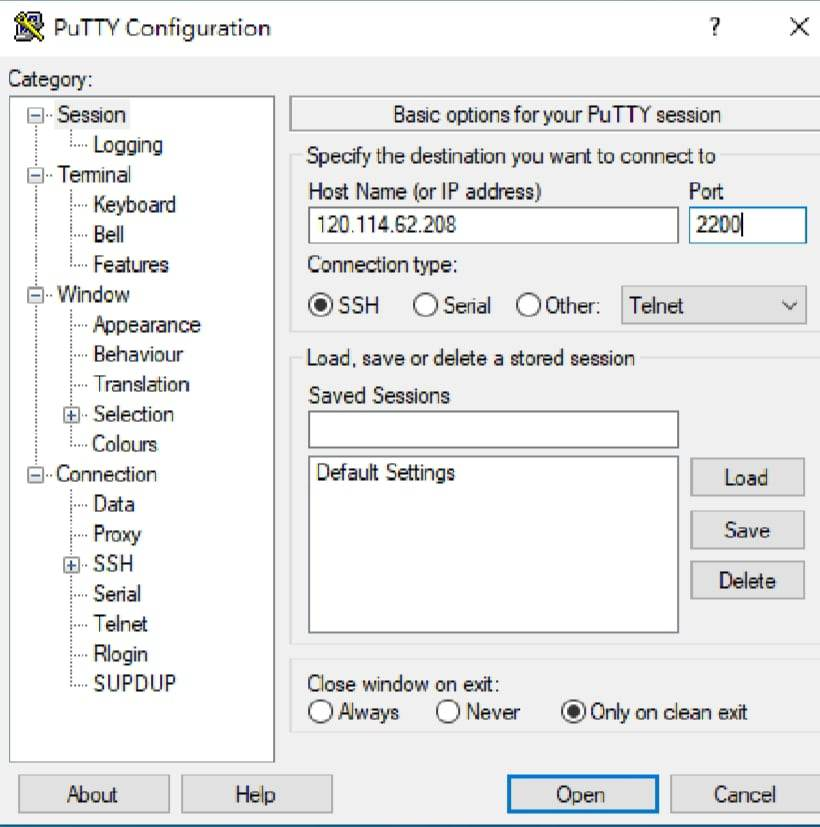 PuTTY Configuration
? ×
Category:
Session
Logging
Terminal
Keyboard
Bell
Features
Window
Appearance
Behaviour
Translation
Selection
Colours
Connection
Data
Proxy
SSH
Serial
Telnet
Rlogin
SUPDUP
Basic options for your PuTTY session
Specify the destination you want to connect to
Host Name (or IP address) Port
120.114.62.208 2200
Connection type:
SSH Serial Other: Telnet
Load, save or delete a stored session
Saved Sessions
Default Settings
Load
Save
Delete
Close window on exit:
Always Never Only on clean exit
About Help Open Cancel